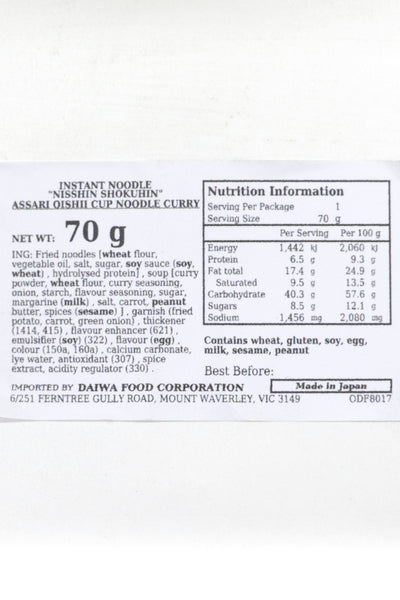 INSTANT NOODLE
"NISSHIN SHOKUHIN"
ASSARI OISHII CUP NOODLE CURRY
NET WT: 70 g
ING: Fried noodles [wheat flour,
vegetable oil, salt, sugar. soy sauce (soy,
wheat) , hydrolysed protein] , soup [curry
powder, wheat flour, curry seasoning,
onion, starch, flavour seasoning, sugar,
margarine (milk) , salt, carrot, peanut
butter, spices (sesame) ] , garnish (fried
potato, carrot, green onion) , thickener
(1414, 415) , flavour enhancer (621) ,
emulsifier (soy) (322) , flavour (egg) ,
colour (150a, 160a) , calcium carbonate,
lye water, antioxidant (307) , spice
extract, acidity regulator (330) .
Nutrition Information
Serving Per Package 1
Serving Size 70 g
Per Serving Per 100 g
Energy 1,442 kJ 2,060 kJ
Protein 6.5 g 9.3 g
Fat total 17.4 g 24.9 g
Saturated 9.5 g 13.5 g
Carbohydrate 40.3 g 57.6 g
Sugars 8.5 g 12.1 g
Sodium 1,456 mg 2,080 mg
Contains wheat, gluten, soy, egg,
milk, sesame, peanut
Best Before:
IMPORTED BY DAIWA FOOD CORPORATION
Made in Japan
6/251 FERNTREE GULLY ROAD, MOUNT WAVERLEY, VIC 3149 ODF8017